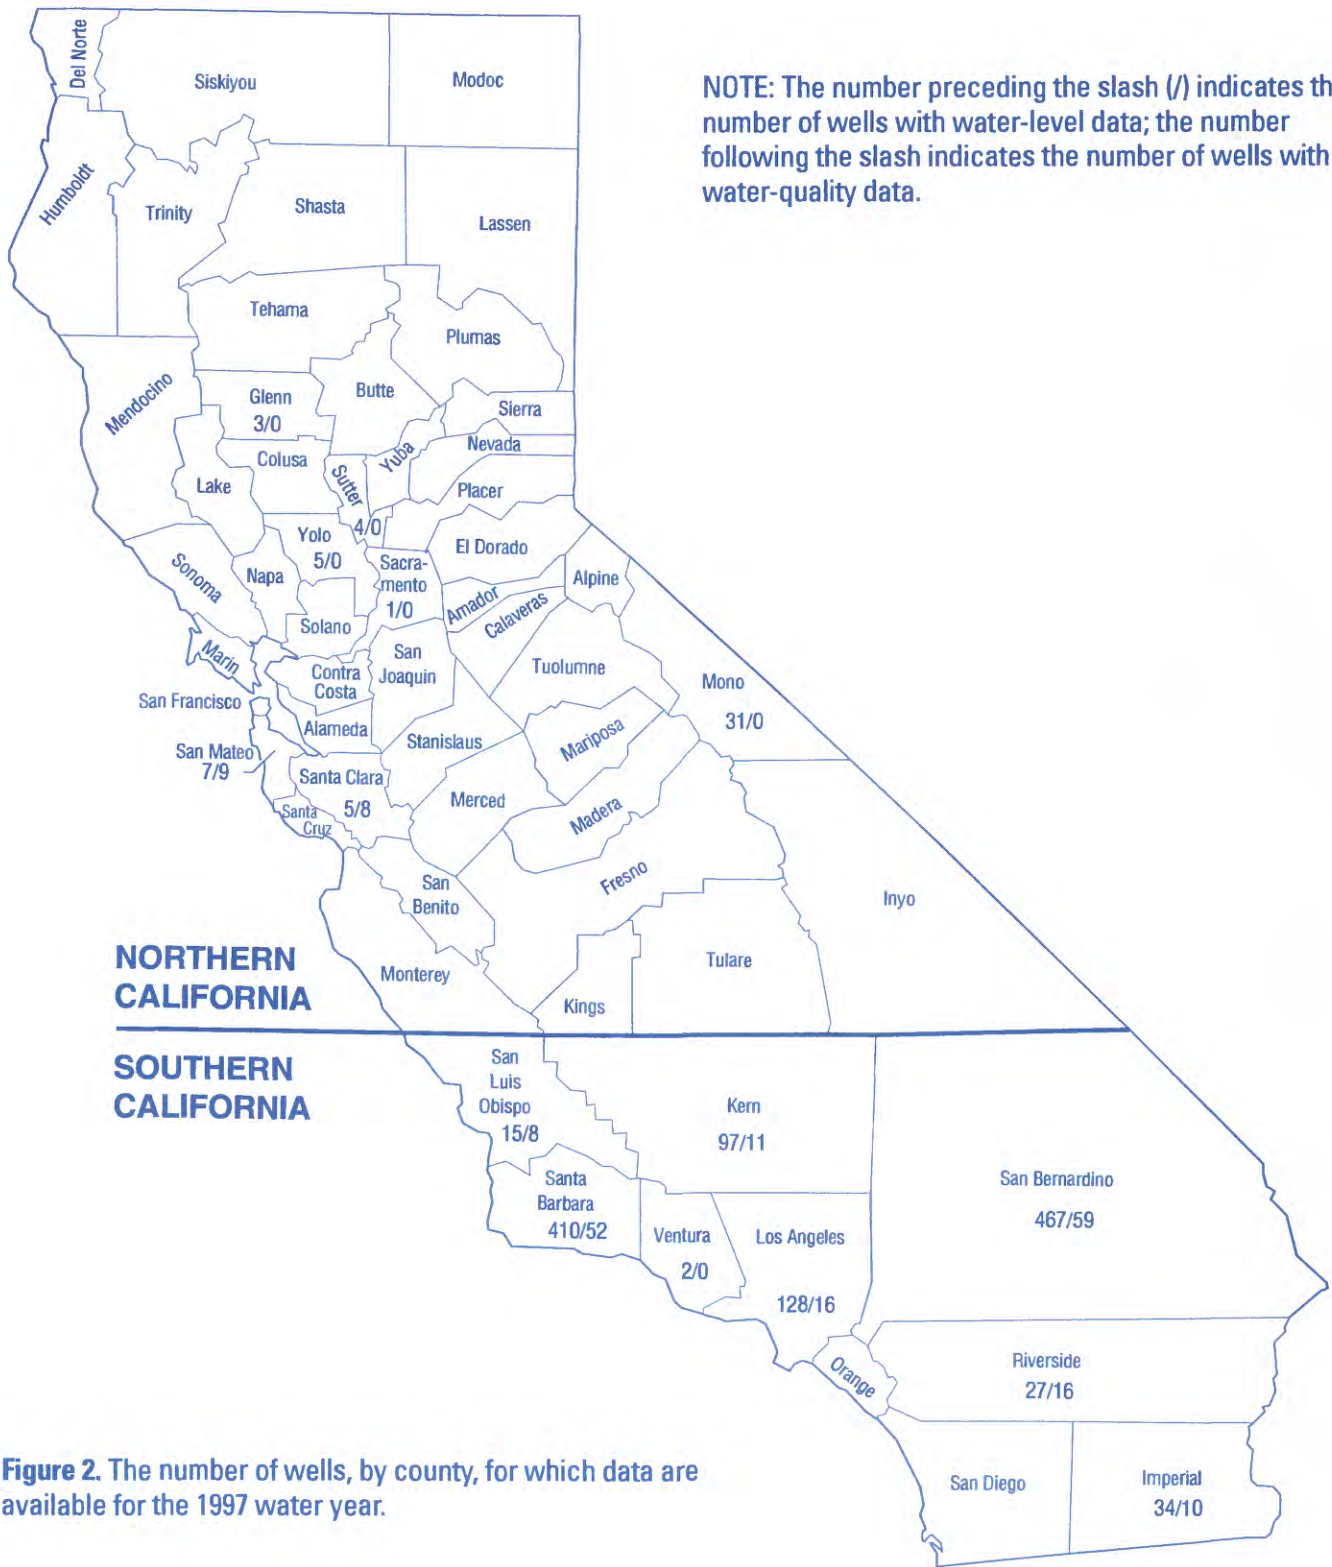 Del Norte
Siskiyou
Modoc
NOTE: The number preceding the slash (/) indicates th
number of wells with water-level data; the number
following the slash indicates the number of wells with
water-quality data.
Humboldt
Trinity
Shasta
Lassen
Tehama
Plumas
Mendocino
Glenn
3/0
Butte
Sierra
Colusa
Lake
Sutter
4/0
Yuba
Nevada
Placer
Yolo
5/0
El Dorado
Sonoma
Napa
Sacra-
mento
1/0
Amador
Calaveras
Alpine
Solano
Marin
Contra
Costa
San
Joaquin
Tuolumne
Mono
31/0
San Francisco
Alameda
Stanislaus
Mariposa
San Mateo
7/9
Santa Clara
5/8
Santa
Cruz
Merced
Madera
Fresno
San
Benito
Inyo
NORTHERN
CALIFORNIA
Monterey
Kings
Tulare
SOUTHERN
CALIFORNIA
San
Luis
Obispo
15/8
Kern
97/11
San Bernardino
467/59
Santa
Barbara
410/52
Ventura
2/0
Los Angeles
128/16
Orange
Riverside
27/16
San Diego
Imperial
34/10
Figure 2. The number of wells, by county, for which data are
available for the 1997 water year.